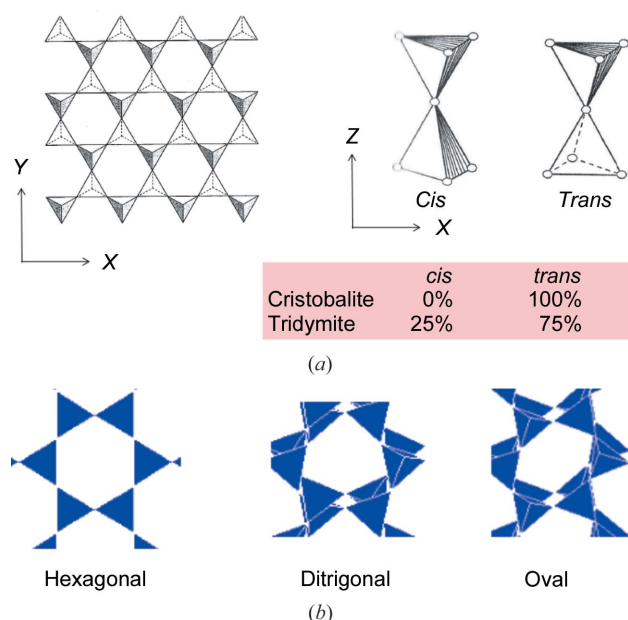 Y
X
Z
X
Cis
Trans
cis trans
Cristobalite 0% 100%
Tridymite 25% 75%
(a)
Hexagonal Ditrigonal Oval
(b)